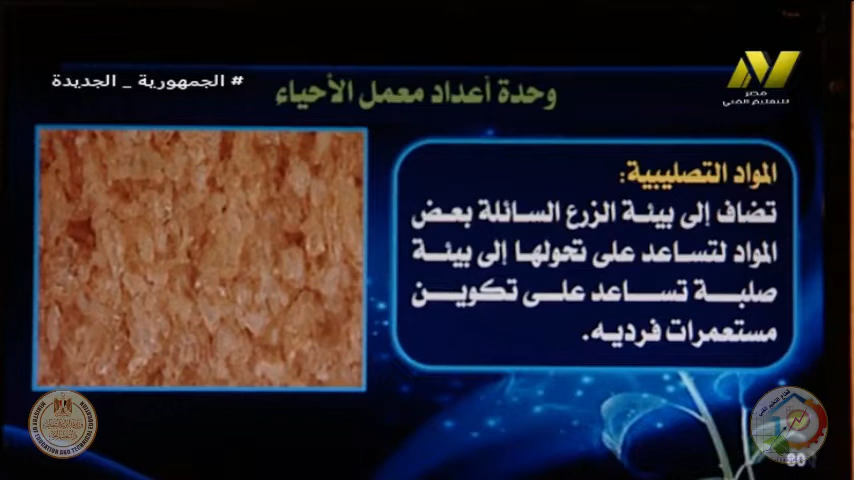 # الجمهورية _ الجديدة
مصر
للتعليم الفني
وحدة أعداد معمل الأحياء
المواد التصليبية:
تضاف إلى بيئة الزرع السائلة بعض
المواد لتساعد على تحولها إلى بيئة
صلبة تساعد على تكوين
مستعمرات فرديه.
80